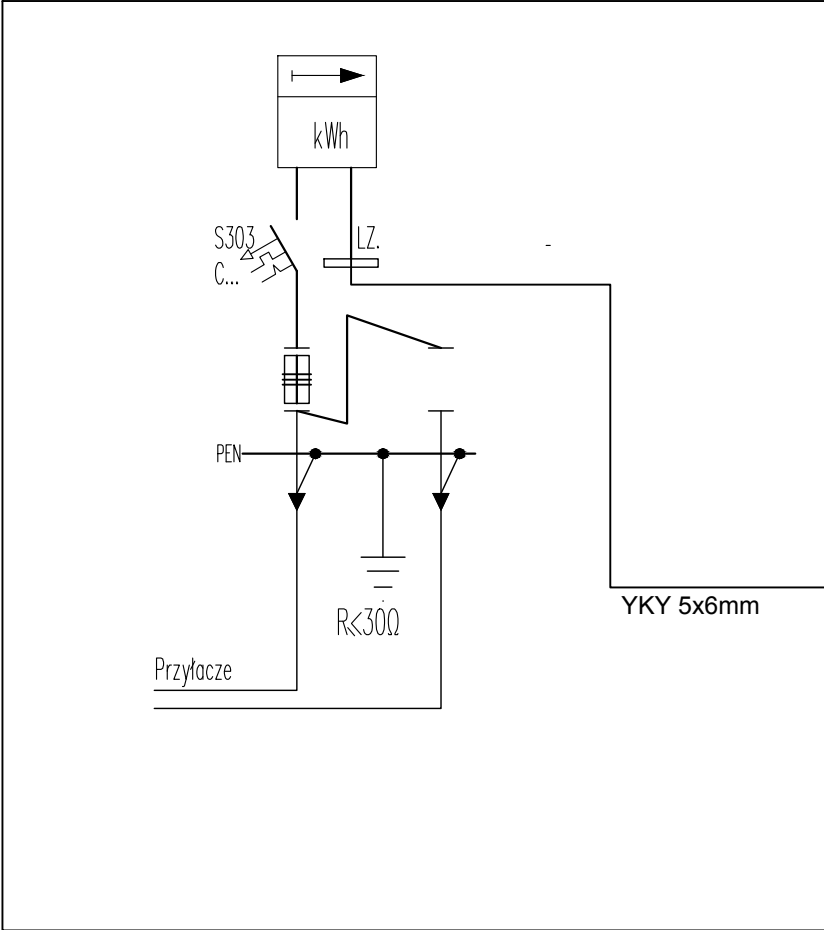 kWh
S303
C...
LZ.
-
PEN
R≤30Ω
YKY 5x6mm
Przyłacze